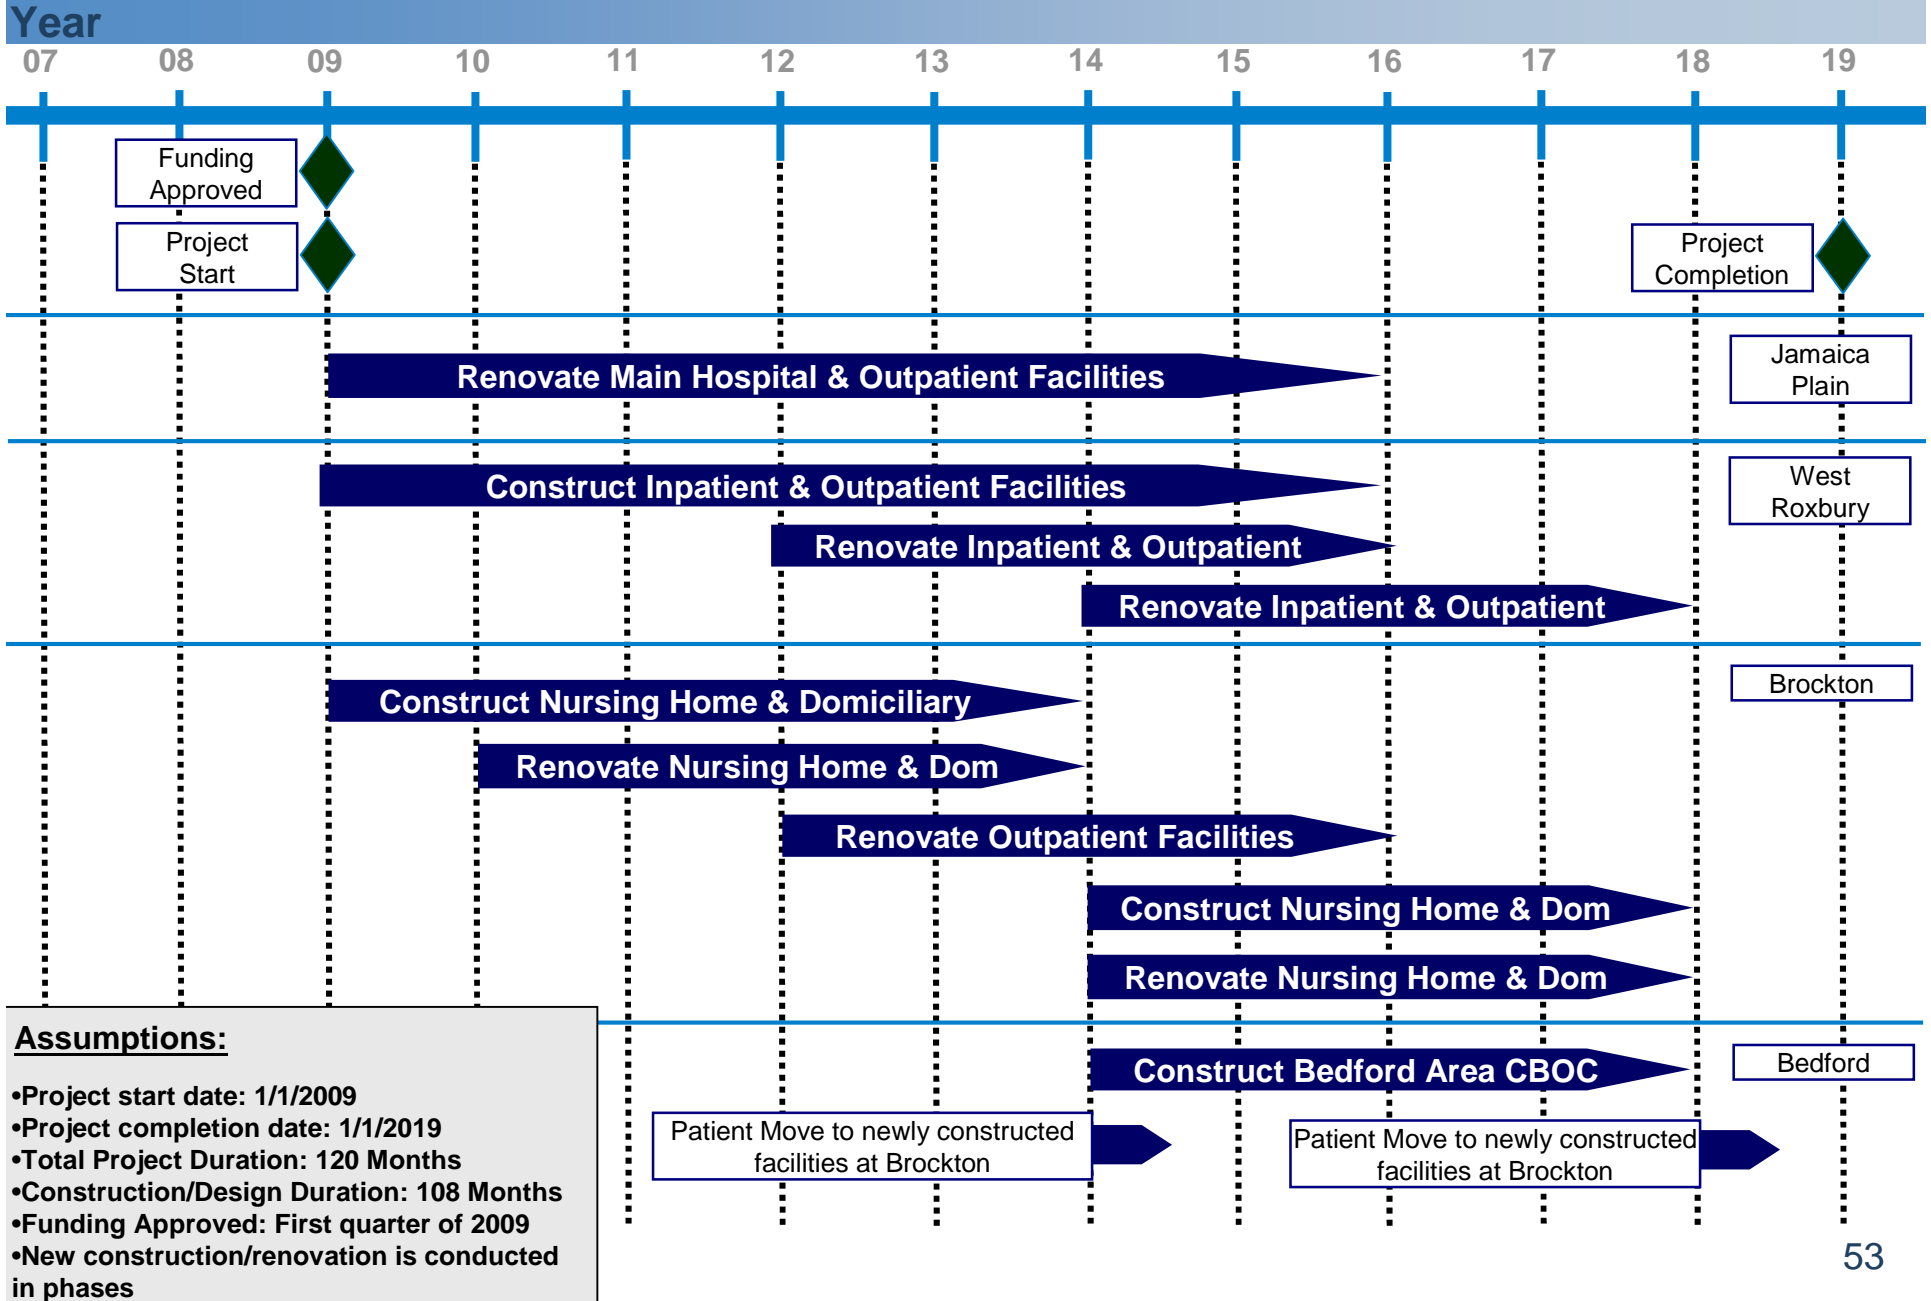 Year
07 08 09 10 11 12 13 14 15 16 17 18 19
Funding
Approved
Project
Start
Project
Completion
Renovate Main Hospital & Outpatient Facilities
Jamaica
Plain
Construct Inpatient & Outpatient Facilities
West
Roxbury
Renovate Inpatient & Outpatient
Renovate Inpatient & Outpatient
Construct Nursing Home & Domiciliary
Brockton
Renovate Nursing Home & Dom
Renovate Outpatient Facilities
Construct Nursing Home & Dom
Renovate Nursing Home & Dom
Construct Bedford Area CBOC
Bedford
Patient Move to newly constructed
facilities at Brockton
Patient Move to newly constructed
facilities at Brockton
Assumptions:
•Project start date: 1/1/2009
•Project completion date: 1/1/2019
•Total Project Duration: 120 Months
•Construction/Design Duration: 108 Months
•Funding Approved: First quarter of 2009
•New construction/renovation is conducted
in phases
53